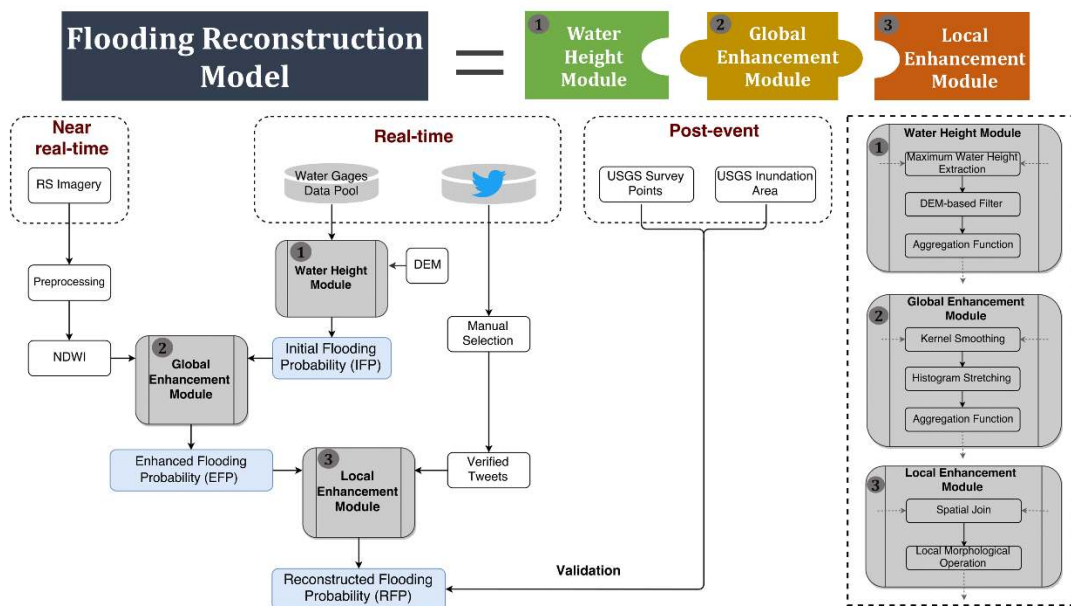 Flooding Reconstruction
Model
=
1
Water
Height
Module
2
Global
Enhancement
Module
3
Local
Enhancement
Module
Near
real-time
RS Imagery
Preprocessing
NDWI
Real-time
Water Gages
Data Pool
1
Water Height
Module
DEM
Initial Flooding
Probability (IFP)
Manual
Selection
2
Global
Enhancement
Module
Enhanced Flooding
Probability (EFP)
3
Local
Enhancement
Module
Verified
Tweets
Reconstructed Flooding
Probability (RFP)
Post-event
USGS Survey
Points
USGS Inundation
Area
Validation
Water Height Module
1
Maximum Water Height
Extraction
DEM-based Filter
Aggregation Function
Global Enhancement
Module
2
Kernel Smoothing
Histogram Stretching
Aggregation Function
Local Enhancement
Module
3
Spatial Join
Local Morphological
Operation